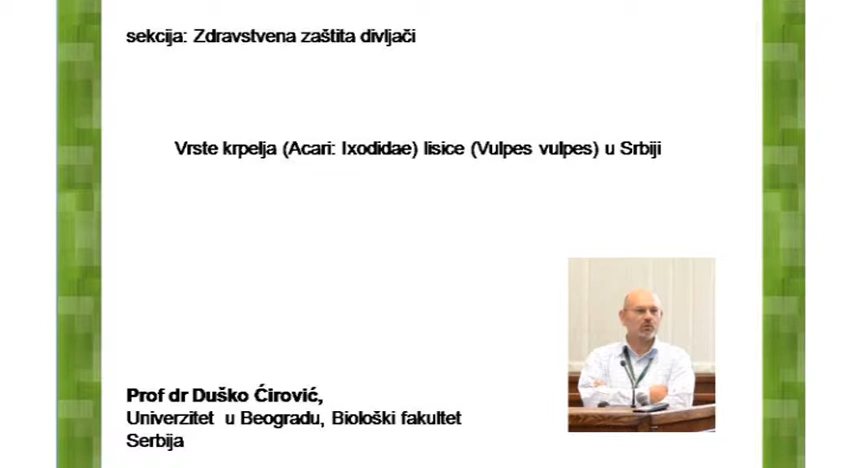 sekcija: Zdravstvena zaštita divljači
Vrste krpelja (Acari: Ixodidae) lisice (Vulpes vulpes) u Srbiji
Prof dr Duško Ćirović,
Univerzitet u Beogradu, Biološki fakultet
Serbija